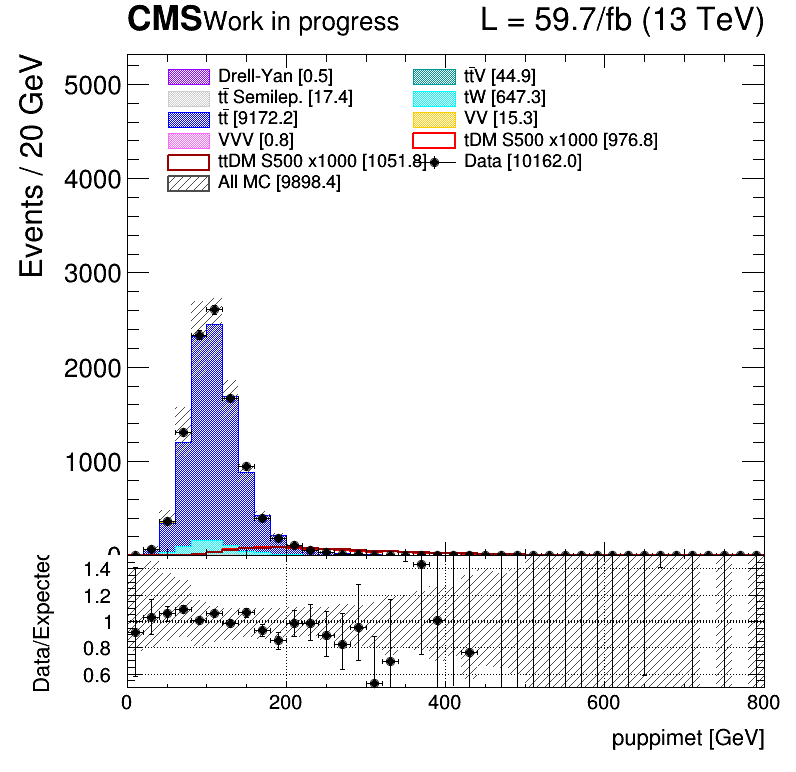 CMS Work in progress L = 59.7/fb (13 TeV)
Events / 20 GeV
5000
4000
3000
2000
1000
0
Drell-Yan [0.5] tt̄V [44.9]
tt̄ Semilep. [17.4] tW [647.3]
tt̄ [9172.2] VV [15.3]
VVV [0.8] tDM S500 x1000 [976.8]
ttDM S500 x1000 [1051.8] Data [10162.0]
All MC [9898.4]
Data/Expected
1.4
1.2
1
0.8
0.6
0 200 400 600 800
puppimet [GeV]